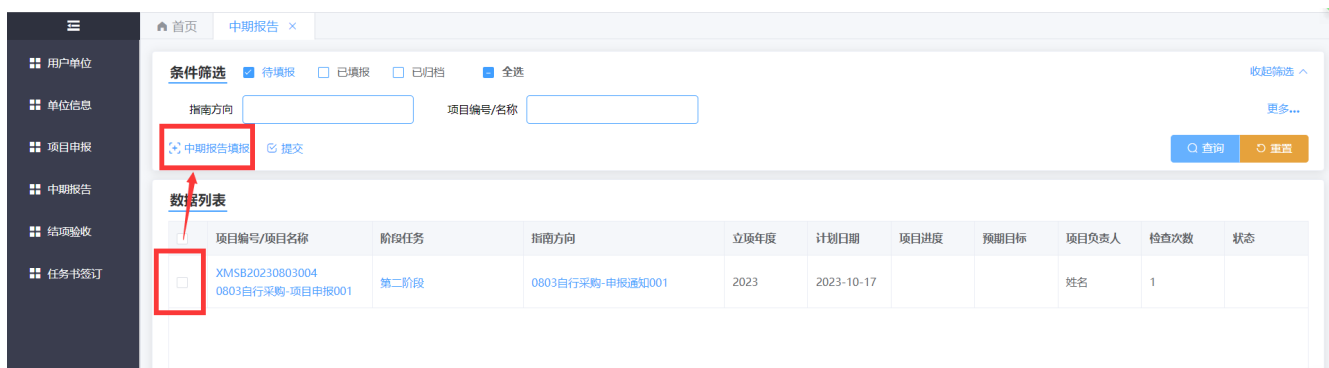 首页 中期报告 ×
用户单位
单位信息
项目申报
中期报告
结项验收
任务书签订
条件筛选 待填报 已填报 已归档 全选 收起筛选
指南方向 项目编号/名称 更多...
中期报告填报 提交 查询 重置
数据列表
项目编号/项目名称 阶段任务 指南方向 立项年度 计划日期 项目进度 预期目标 项目负责人 检查次数 状态
XMSB20230803004
0803自行采购-项目申报001 第二阶段 0803自行采购-申报通知001 2023 2023-10-17 姓名 1